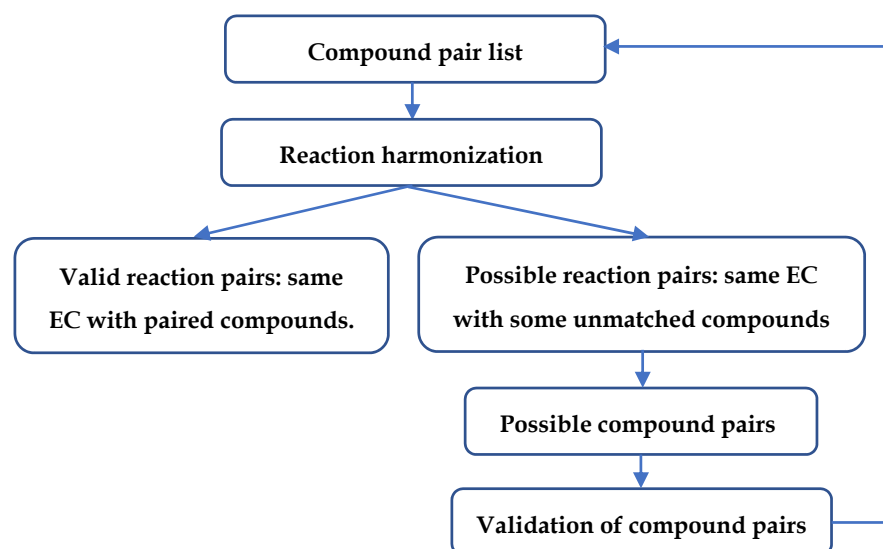 Compound pair list
Reaction harmonization
Valid reaction pairs: same
EC with paired compounds.
Possible reaction pairs: same EC
with some unmatched compounds
Possible compound pairs
Validation of compound pairs